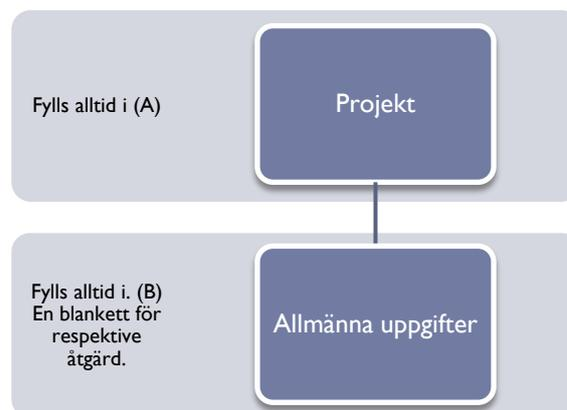 Fylls alltid i (A)
Projekt
Fylls alltid i. (B)
En blankett för
respektive
åtgärd.
Allmänna uppgifter